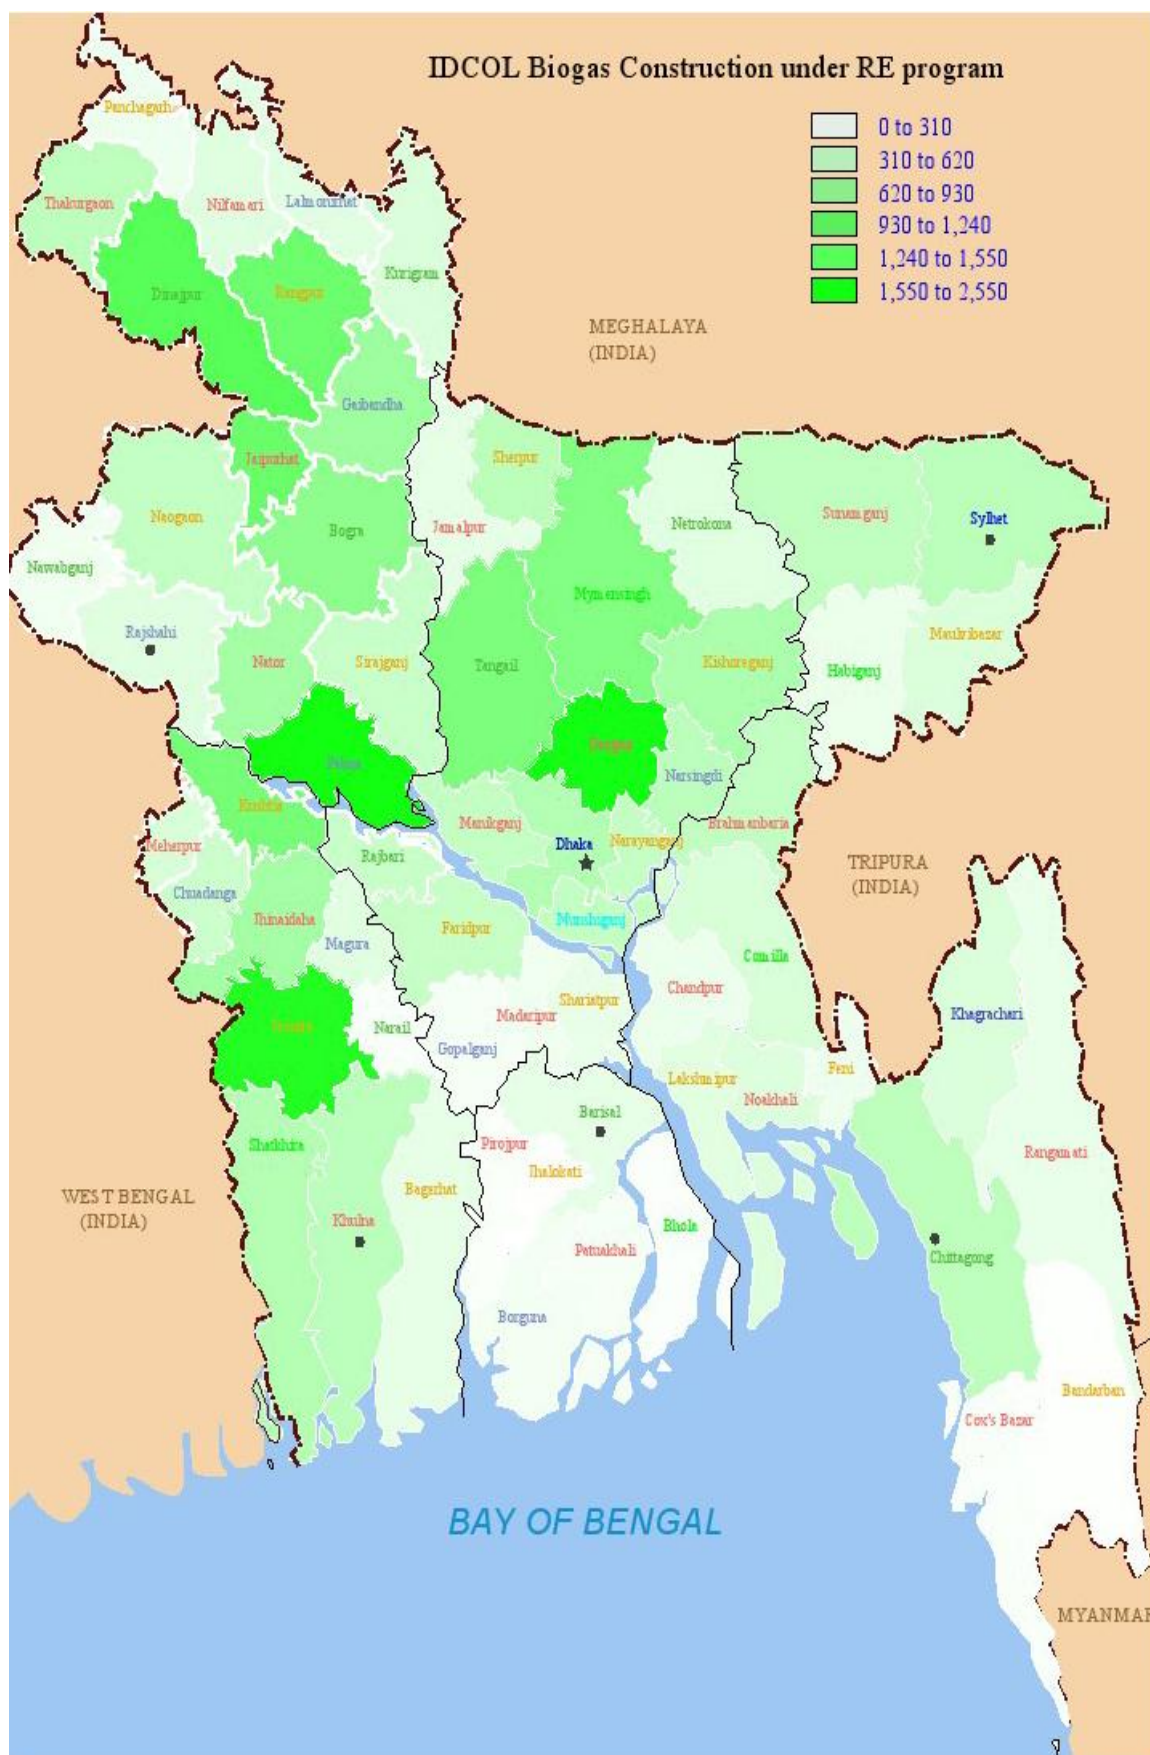 IDCOL Biogas Construction under RE program
0 to 310
310 to 620
620 to 930
930 to 1,240
1,240 to 1,550
1,550 to 2,550
Panchagarh
Thakurgaon
Nilfamari
Lalmonirhat
Dinajpur
Rangpur
Kurigram
MEGHALAYA
(INDIA)
Gaibandha
Jaipurhat
Sherpur
Naogaon
Bogra
Jamalpur
Netrokona
Sunamganj
Sylhet
Nawabganj
Mymensingh
Rajshahi
Nator
Sirajganj
Tangail
Kishoreganj
Habiganj
Maulvibazar
Narsingdi
Kushtia
Manikganj
Dhaka
Narayanganj
Brahmanbaria
Meherpur
Rajbari
TRIPURA
(INDIA)
Chuadanga
Jhinaidaha
Magura
Faridpur
Munshiganj
Comilla
Chandpur
Shariatpur
Madaripur
Narail
Gopalganj
Khagrachari
Feni
Lakshmipur
Noakhali
Barisal
Shatkhira
Pirojpur
Jhalokati
Rangamati
WEST BENGAL
(INDIA)
Khulna
Bagerhat
Bhola
Patuakhali
Chittagong
Borguna
Bandarban
Cox's Bazar
BAY OF BENGAL